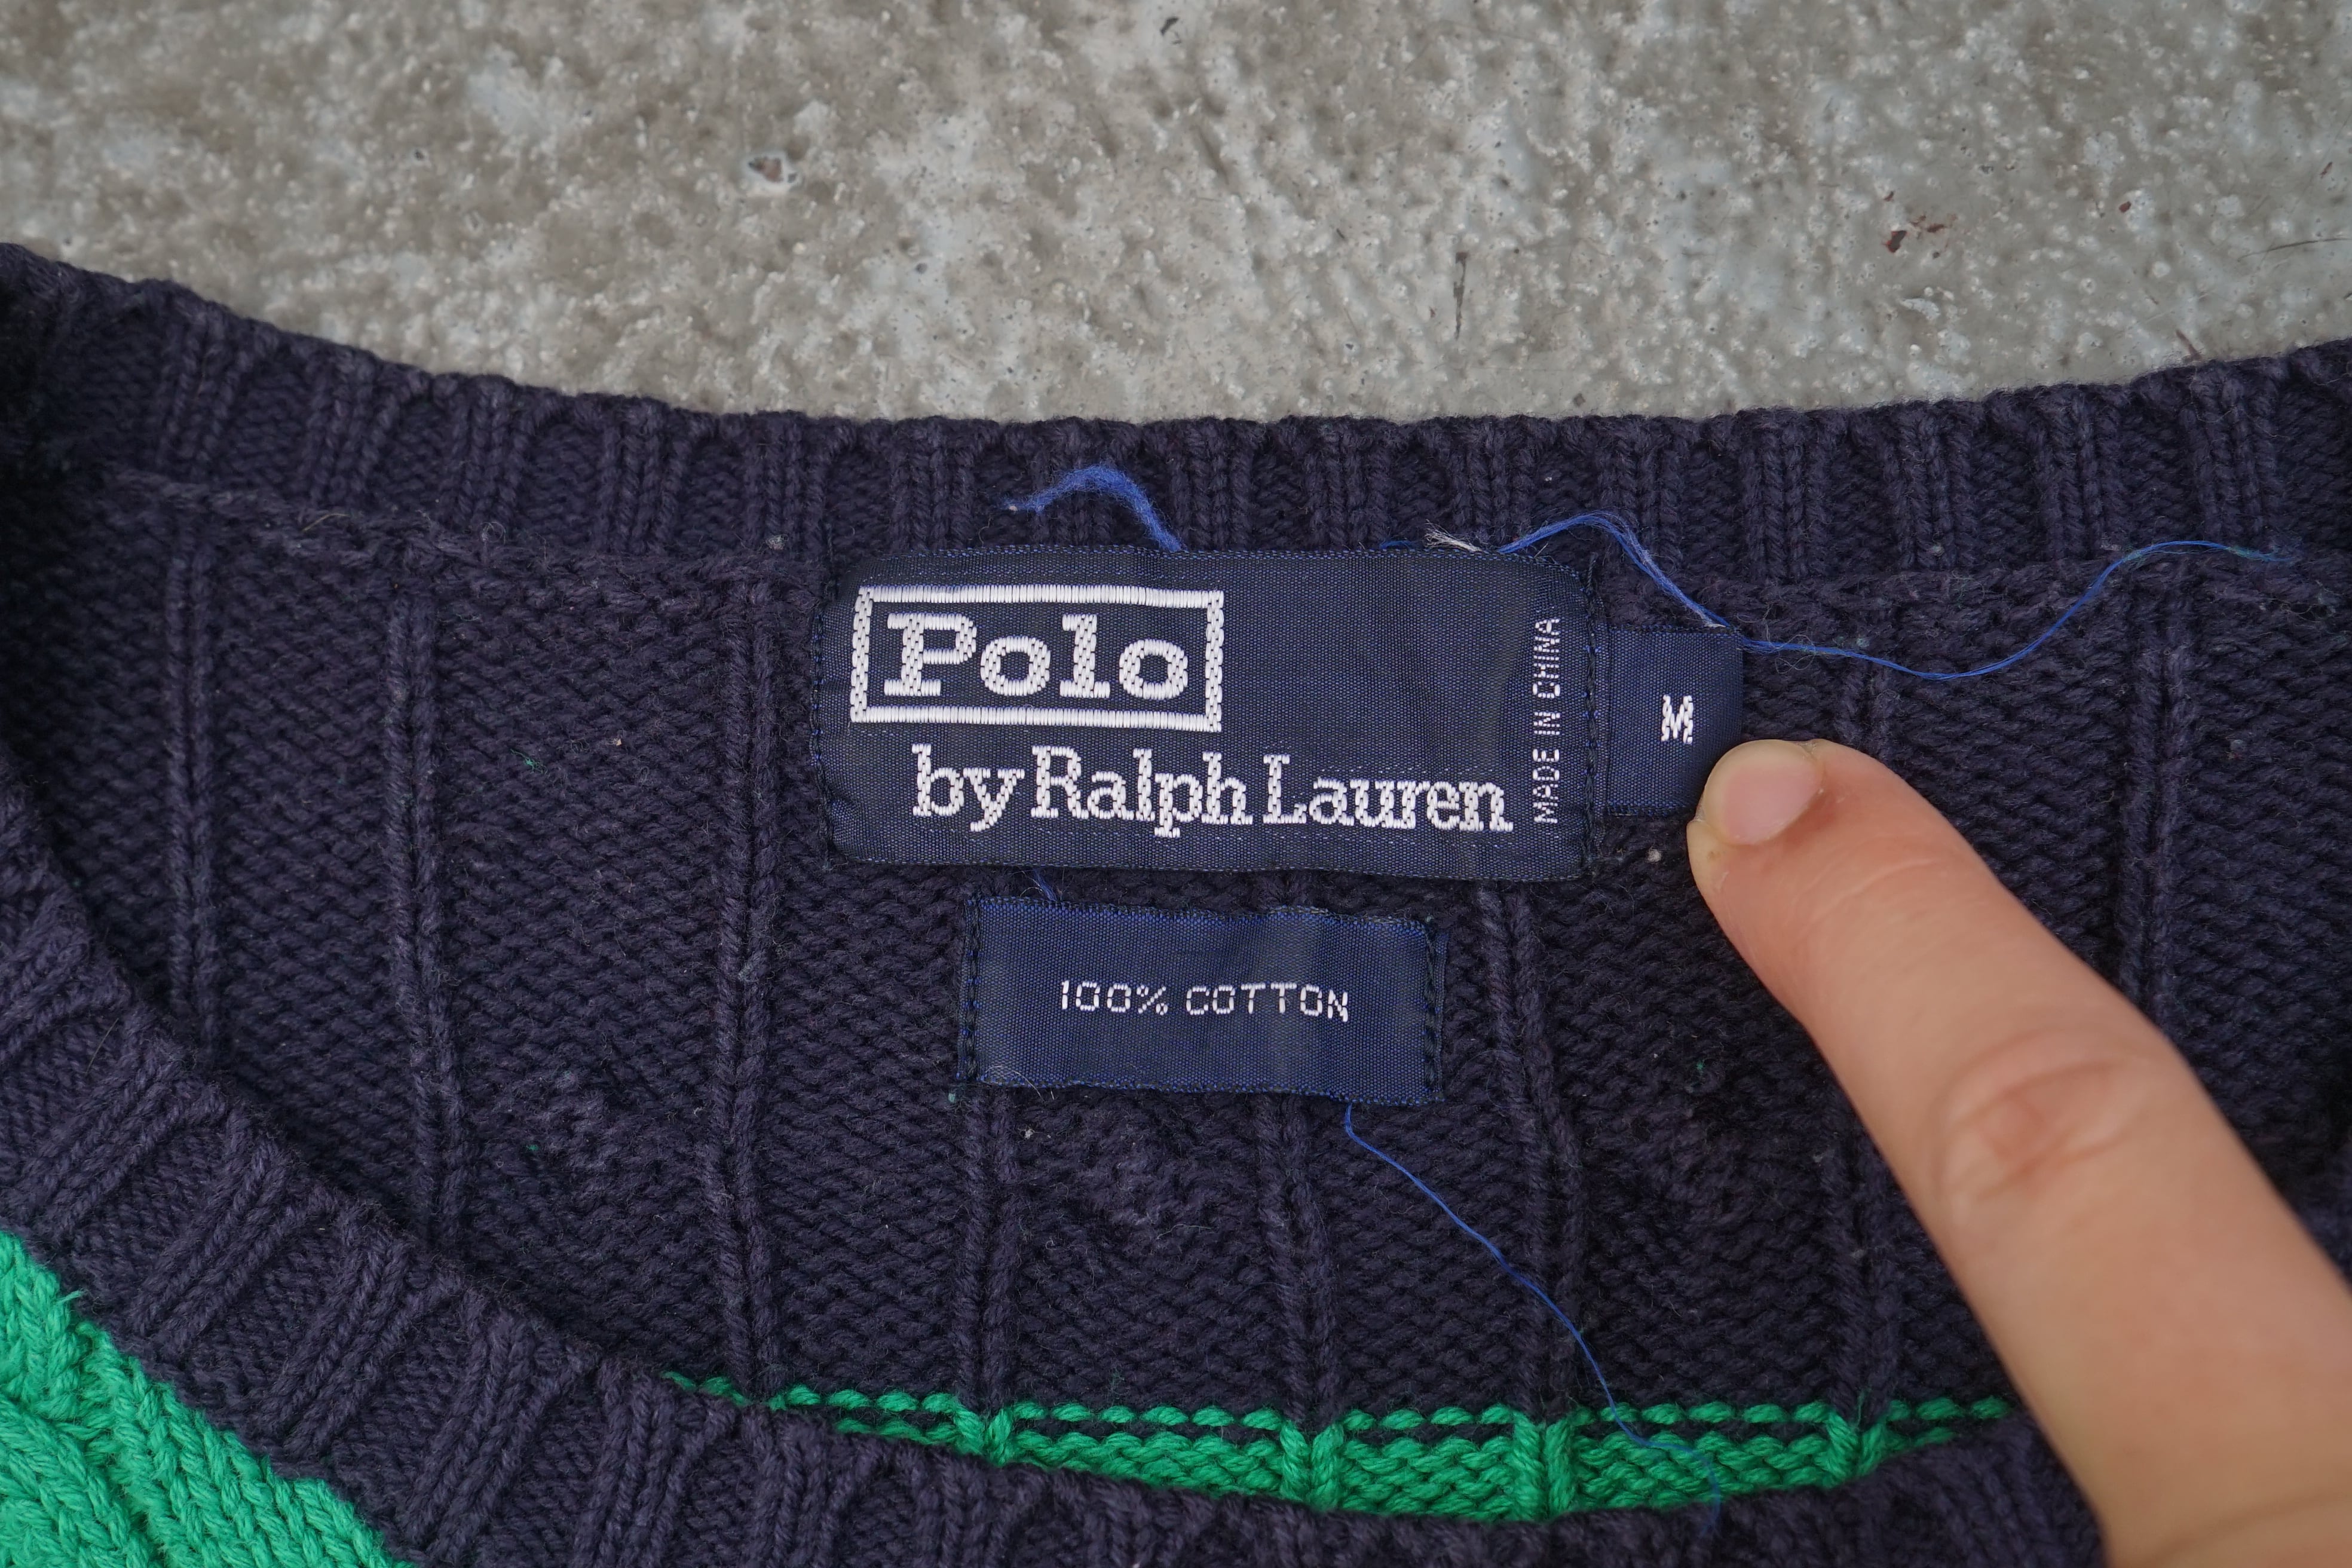 Polo
by Ralph Lauren
MADE IN CHINA
M
100% COTTON